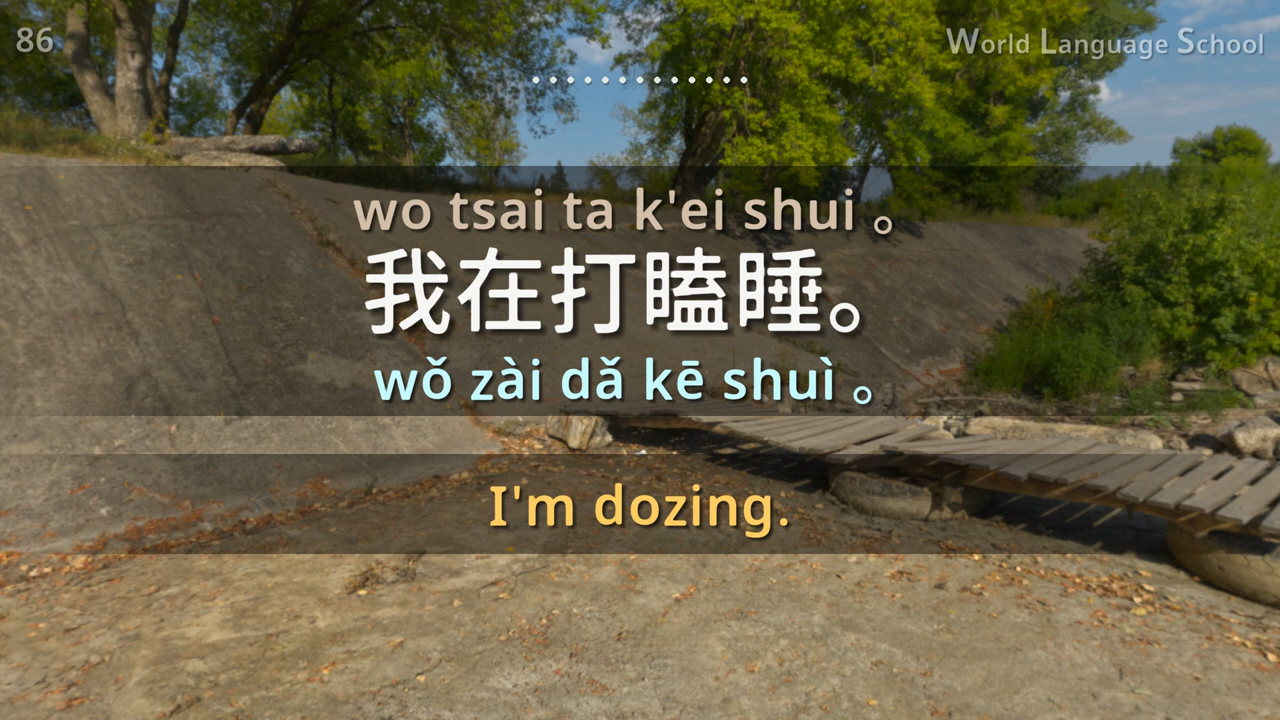 86
World Language School
wo tsai ta k'ei shui 。
我在打瞌睡。
wǒ zài dǎ kē shuì 。
I'm dozing.